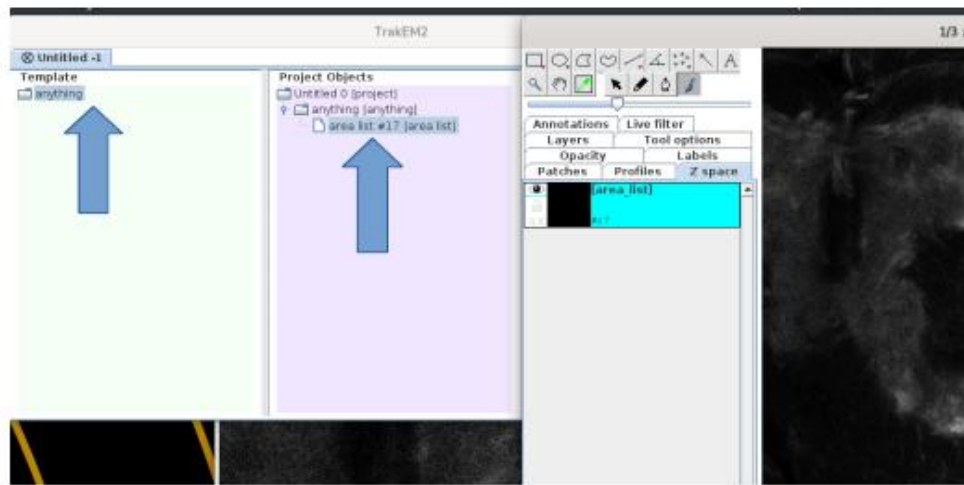 TrakEM2
1/3
Untitled -1
Template
anything
Project Objects
Untitled 0 [project]
anything [anything]
area list #17 [area list]
A
Annotations Live filter
Layers Tool options
Opacity Labels
Patches Profiles Z space
[area_list]
#17